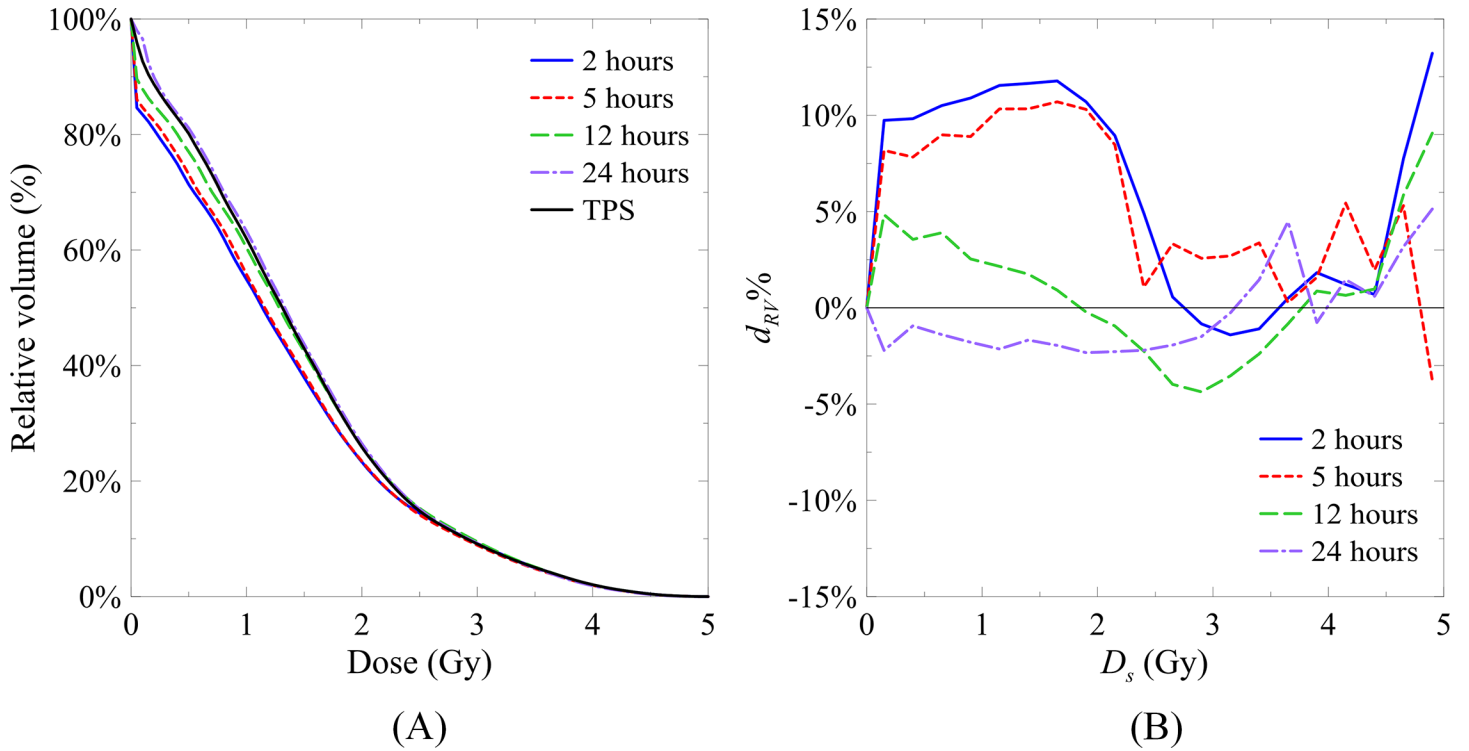 100%
80%
60%
40%
20%
0%
Relative volume (%)
0 1 2 3 4 5
Dose (Gy)
2 hours
5 hours
12 hours
24 hours
TPS
(A)
15%
10%
5%
0%
-5%
-10%
-15%
dRV%
0 1 2 3 4 5
Ds (Gy)
2 hours
5 hours
12 hours
24 hours
(B)